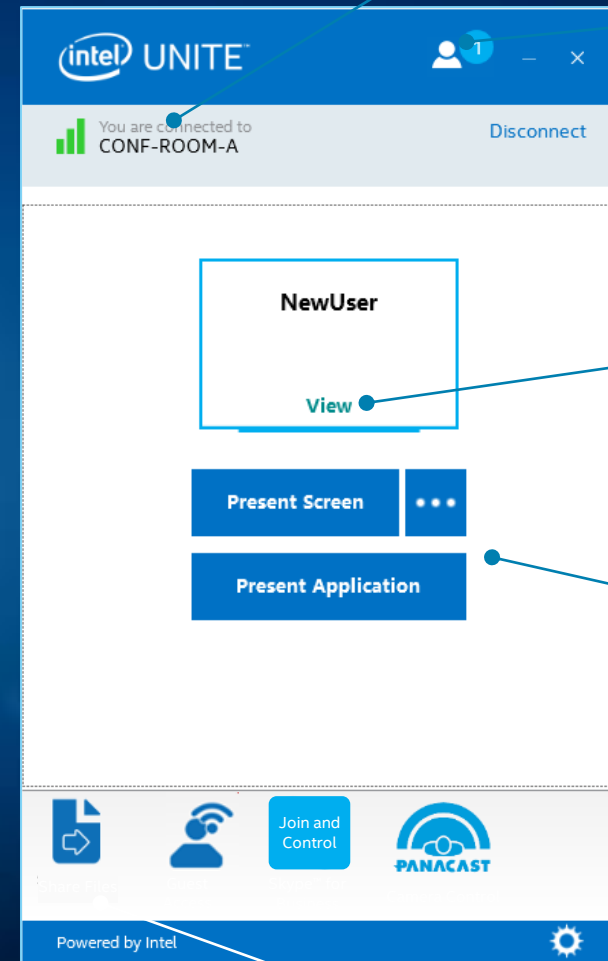 intel UNITE™
1
You are connected to
CONF-ROOM-A
Disconnect
NewUser
View
Present Screen
Present Application
Join and
Control
PANACAST
Powered by Intel